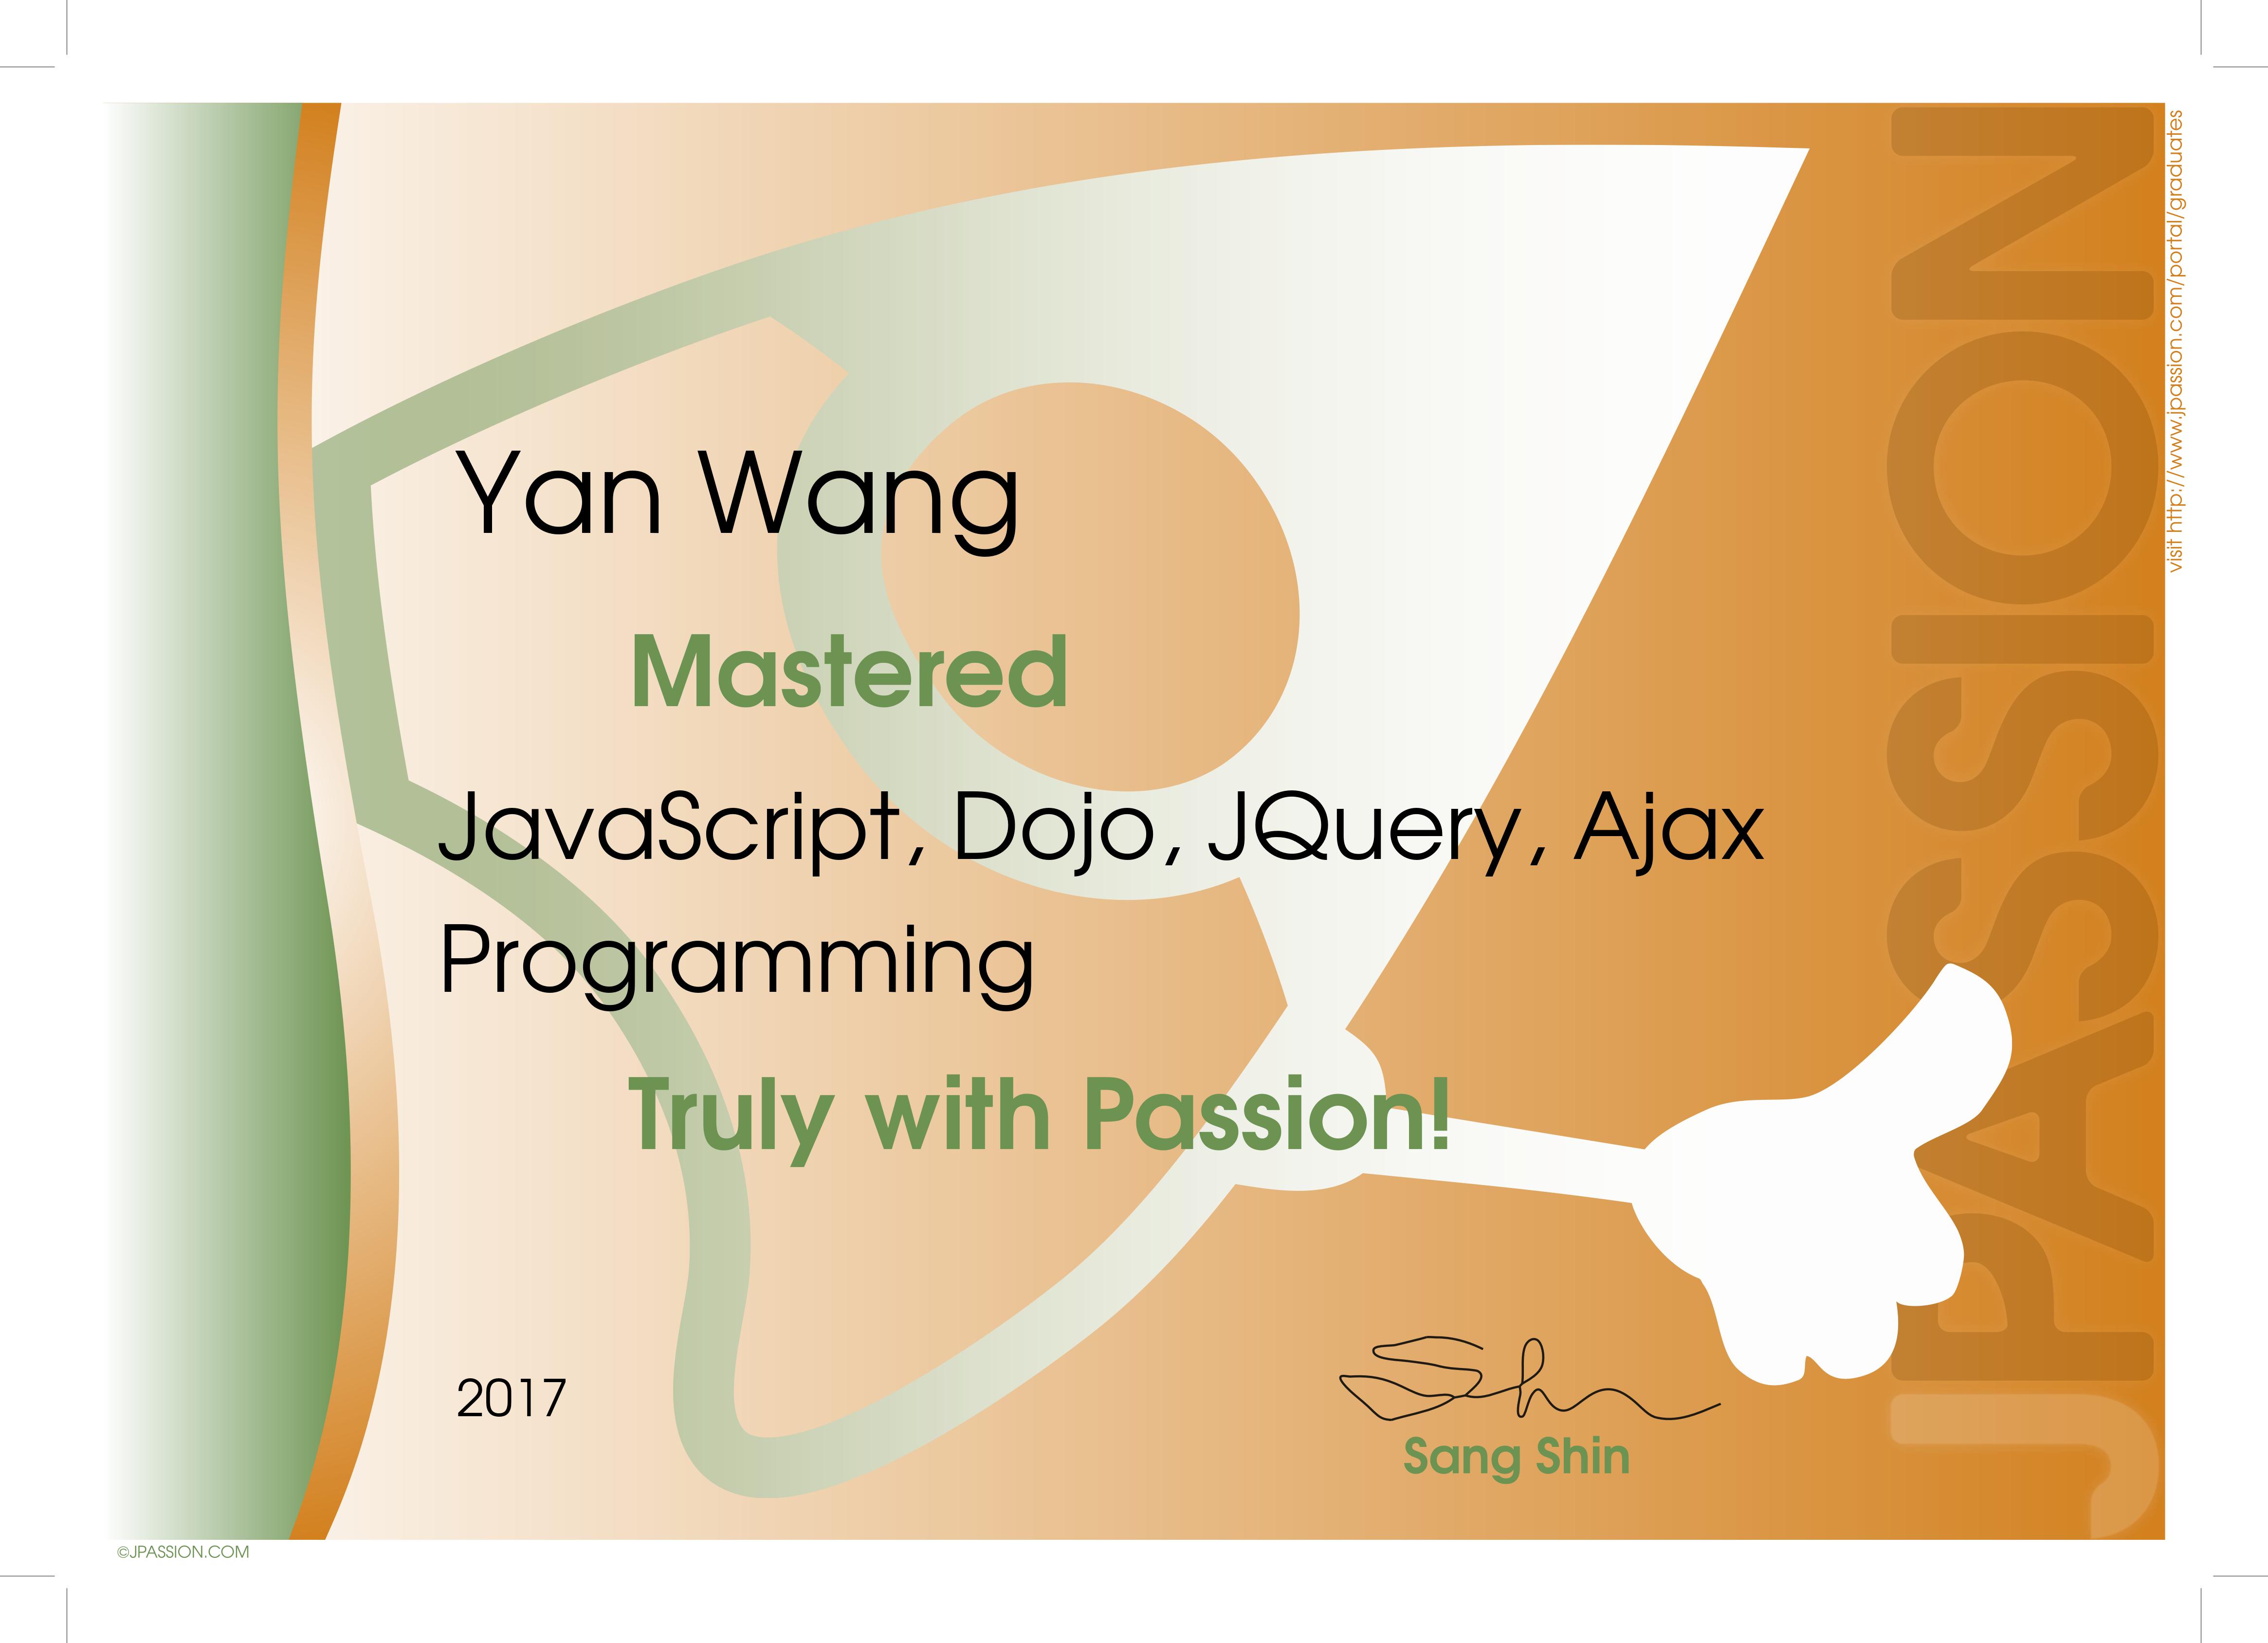 Yan Wang
Mastered
JavaScript, Dojo, JQuery, Ajax
Programming
Truly with Passion!
2017
Sang Shin
©JPASSION.COM
JPASSION
visit http://www.jpassion.com/portal/graduates